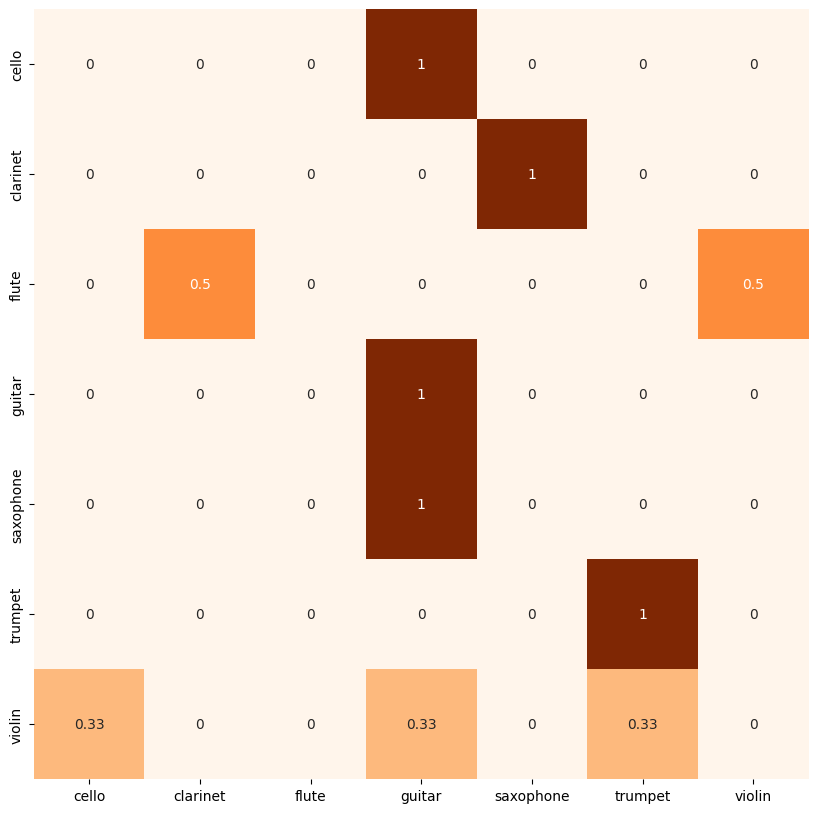 cello 0 0 0 1 0 0 0
clarinet 0 0 0 0 1 0 0
flute 0 0.5 0 0 0 0 0.5
guitar 0 0 0 1 0 0 0
saxophone 0 0 0 1 0 0 0
trumpet 0 0 0 0 0 1 0
violin 0.33 0 0 0.33 0 0.33 0
cello clarinet flute guitar saxophone trumpet violin